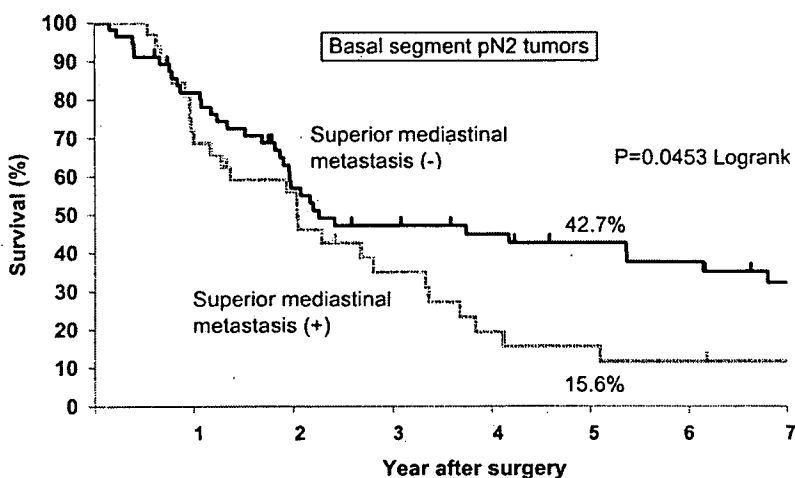 Basal segment pN2 tumors
Superior mediastinal
metastasis (-)
P=0.0453 Logrank
42.7%
Superior mediastinal
metastasis (+)
15.6%
Survival (%)
100
90
80
70
60
50
40
30
20
10
0
1
2
3
4
5
6
7
Year after surgery